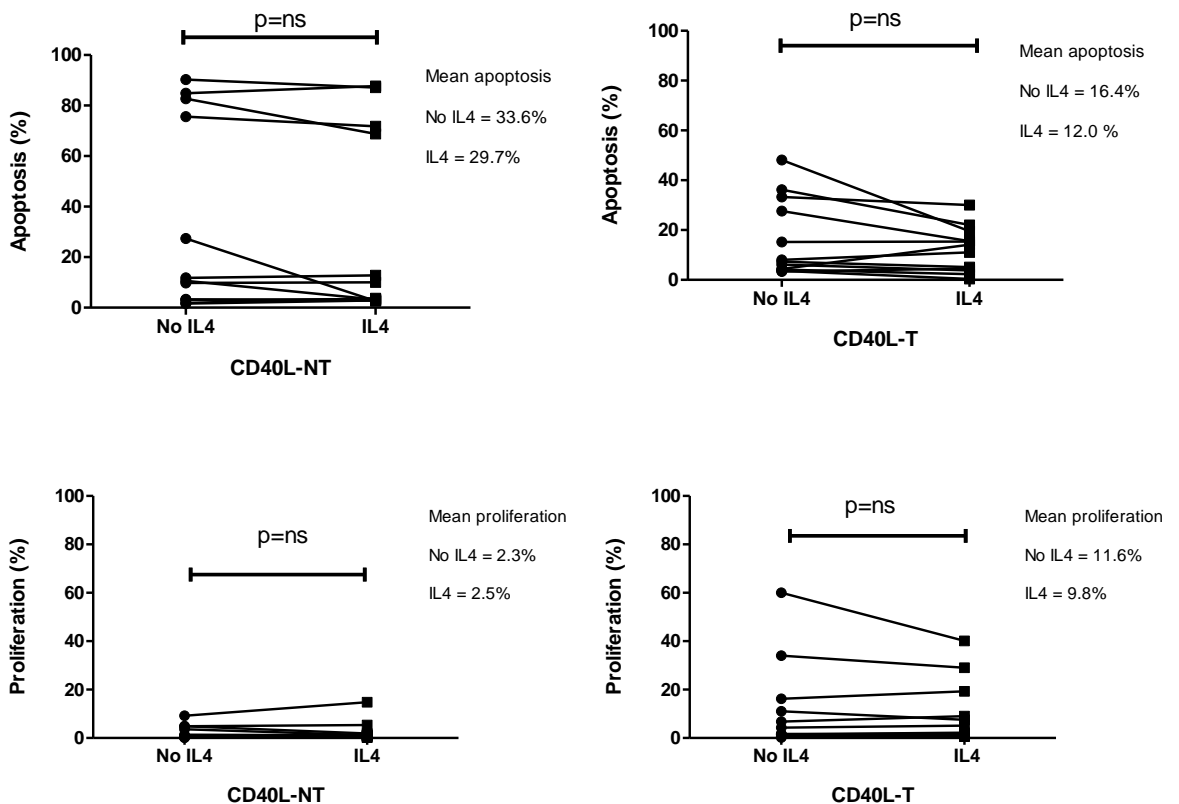 p=ns
100
80
60
40
20
0
Apoptosis (%)
No IL4
IL4
CD40L-NT
Mean apoptosis
No IL4 = 33.6%
IL4 = 29.7%
p=ns
100
80
60
40
20
0
Apoptosis (%)
No IL4
IL4
CD40L-T
Mean apoptosis
No IL4 = 16.4%
IL4 = 12.0 %
p=ns
100
80
60
40
20
0
Proliferation (%)
No IL4
IL4
CD40L-NT
Mean proliferation
No IL4 = 2.3%
IL4 = 2.5%
p=ns
100
80
60
40
20
0
Proliferation (%)
No IL4
IL4
CD40L-T
Mean proliferation
No IL4 = 11.6%
IL4 = 9.8%